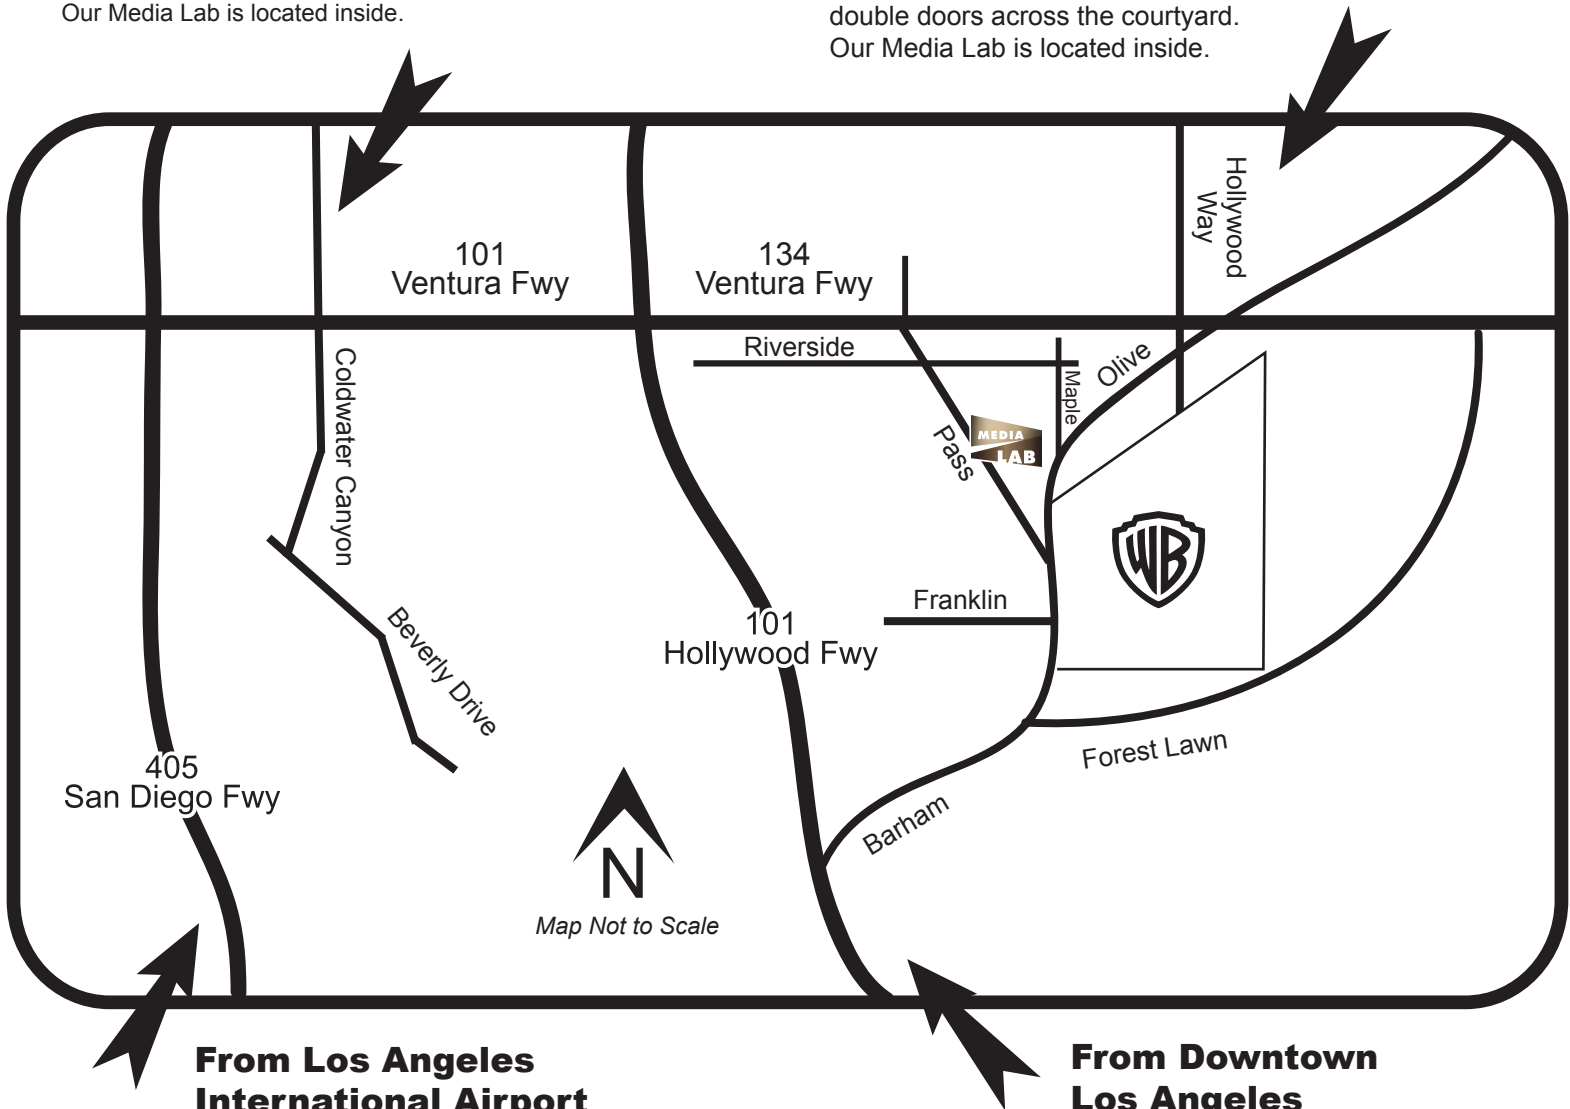 Our Media Lab is located inside.
double doors across the courtyard.
Our Media Lab is located inside.
Hollywood
Way
101
Ventura Fwy
134
Ventura Fwy
Riverside
Coldwater Canyon
Maple
Olive
Pass
MEDIA
LAB
WB
Franklin
101
Hollywood Fwy
Beverly Drive
Forest Lawn
405
San Diego Fwy
Barham
N
Map Not to Scale
From Los Angeles
International Airport
From Downtown
Los Angeles